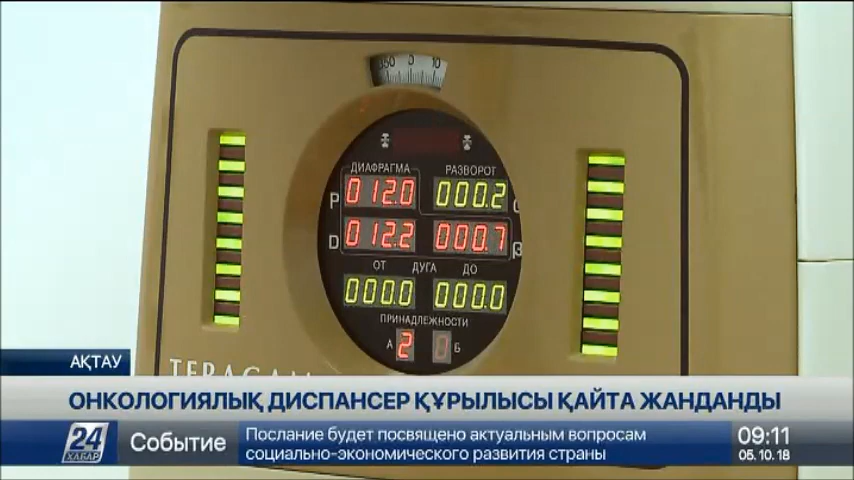 350 0 10
ДИАФРАГМА РАЗВОРОТ
P 012.0 000.2
D 012.2 000.7 β
ОТ ДУГА ДО
000.0 000.0
ПРИНАДЛЕЖНОСТИ
А 2 0 Б
АҚТАУ
ОНКОЛОГИЯЛЫҚ ДИСПАНСЕР ҚҰРЫЛЫСЫ ҚАЙТА ЖАНДАНДЫ
24 ХАБАР
Событие
Послание будет посвящено актуальным вопросам
социально-экономического развития страны
09:11
05.10.18